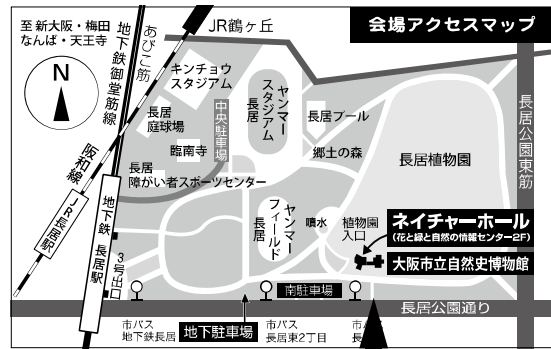 会場アクセスマップ
至 新大阪・梅田
なんば・天王寺
地下鉄御堂筋線
あびこ筋
JR鶴ヶ丘
N
キンチョウ
スタジアム
長居
庭球場
臨南寺
中央駐車場
ヤンマー
スタジアム
長居
長居プール
郷土の森
長居植物園
長居公園東筋
長居
障がい者スポーツセンター
阪和線
JR長居駅
地下鉄 長居駅
3号出口
ヤンマー
フィールド
長居
噴水
植物園
入口
ネイチャーホール
(花と緑と自然の情報センター2F)
大阪市立自然史博物館
南駐車場
長居公園通り
市バス
地下鉄長居
地下駐車場
市バス
長居東2丁目
市
長